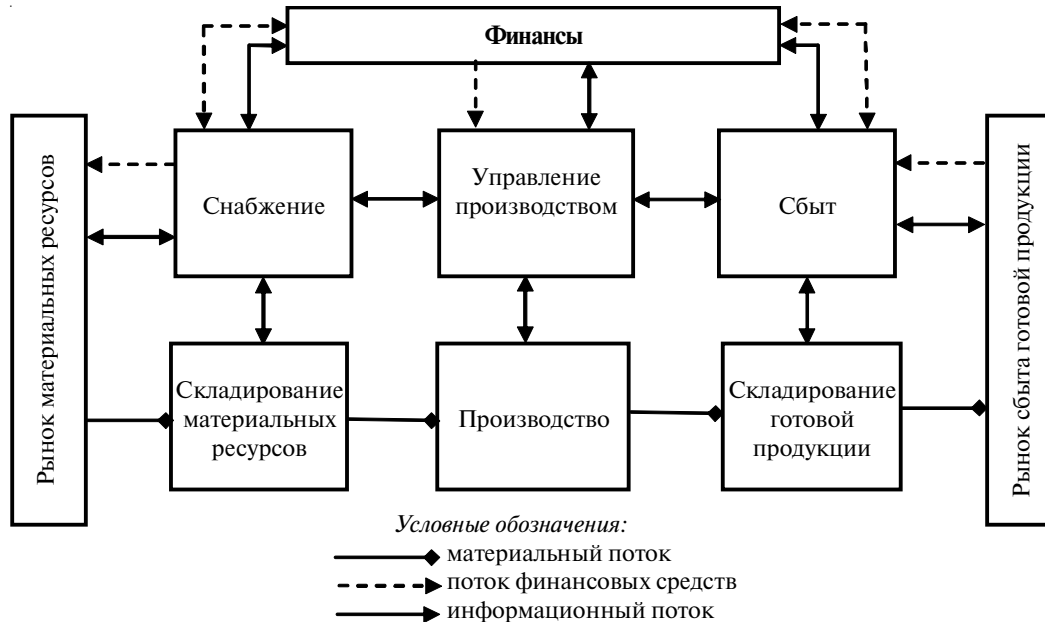 Финансы
Рынок материальных ресурсов
Снабжение
Управление
производством
Сбыт
Рынок сбыта готовой продукции
Складирование
материальных
ресурсов
Производство
Складирование
готовой
продукции
Условные обозначения:
материальный поток
поток финансовых средств
информационный поток